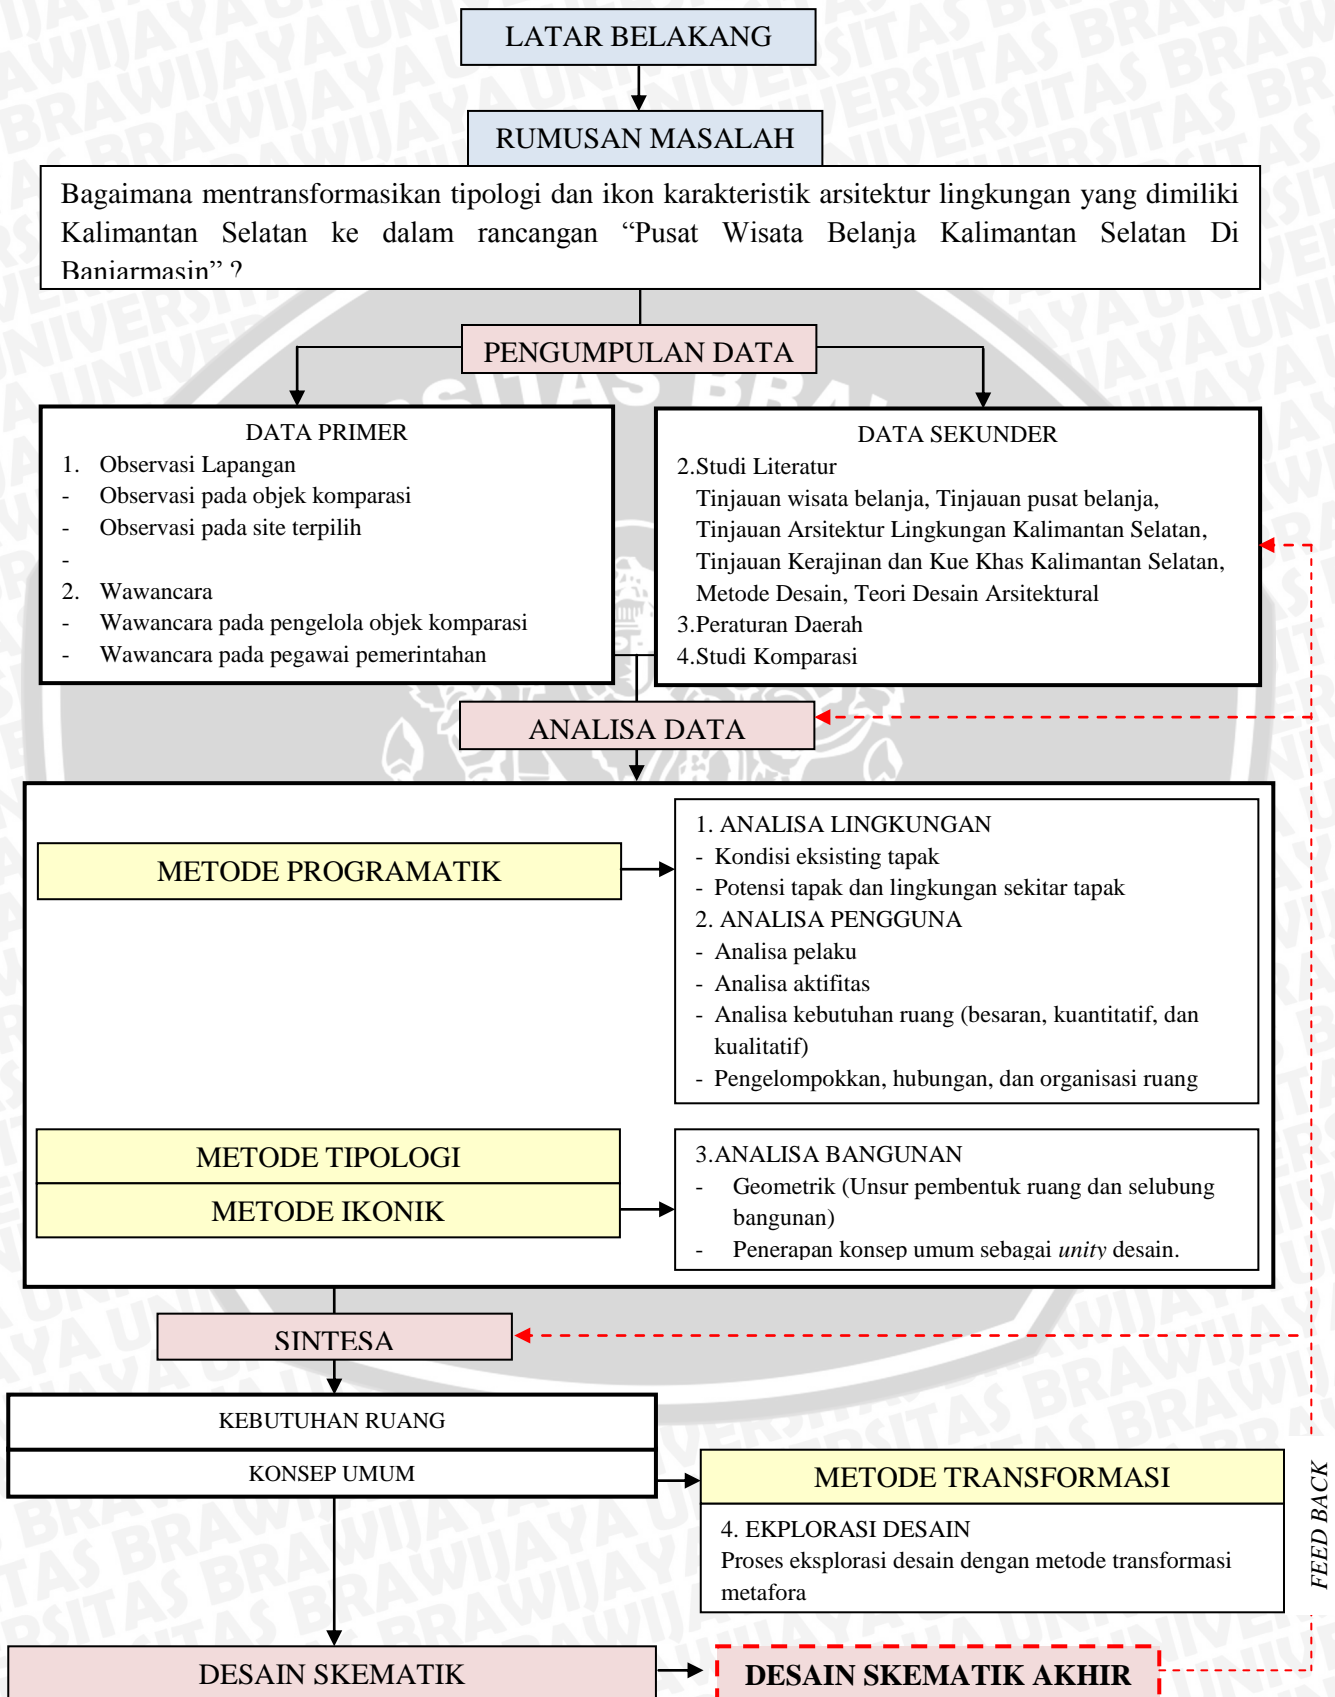 LATAR BELAKANG
RUMUSAN MASALAH
Bagaimana mentransformasikan tipologi dan ikon karakteristik arsitektur lingkungan yang dimiliki
Kalimantan Selatan ke dalam rancangan “Pusat Wisata Belanja Kalimantan Selatan Di
Banjarmasin” ?
PENGUMPULAN DATA
DATA PRIMER
1. Observasi Lapangan
- Observasi pada objek komparasi
- Observasi pada site terpilih
-
2. Wawancara
- Wawancara pada pengelola objek komparasi
- Wawancara pada pegawai pemerintahan
DATA SEKUNDER
2.Studi Literatur
Tinjauan wisata belanja, Tinjauan pusat belanja,
Tinjauan Arsitektur Lingkungan Kalimantan Selatan,
Tinjauan Kerajinan dan Kue Khas Kalimantan Selatan,
Metode Desain, Teori Desain Arsitektural
3.Peraturan Daerah
4.Studi Komparasi
ANALISA DATA
METODE PROGRAMATIK
1. ANALISA LINGKUNGAN
- Kondisi eksisting tapak
- Potensi tapak dan lingkungan sekitar tapak
2. ANALISA PENGGUNA
- Analisa pelaku
- Analisa aktifitas
- Analisa kebutuhan ruang (besaran, kuantitatif, dan
kualitatif)
- Pengelompokkan, hubungan, dan organisasi ruang
METODE TIPOLOGI
METODE IKONIK
3.ANALISA BANGUNAN
- Geometrik (Unsur pembentuk ruang dan selubung
bangunan)
- Penerapan konsep umum sebagai unity desain.
SINTESA
KEBUTUHAN RUANG
KONSEP UMUM
METODE TRANSFORMASI
4. EKPLORASI DESAIN
Proses eksplorasi desain dengan metode transformasi
metafora
FEED BACK
DESAIN SKEMATIK
DESAIN SKEMATIK AKHIR